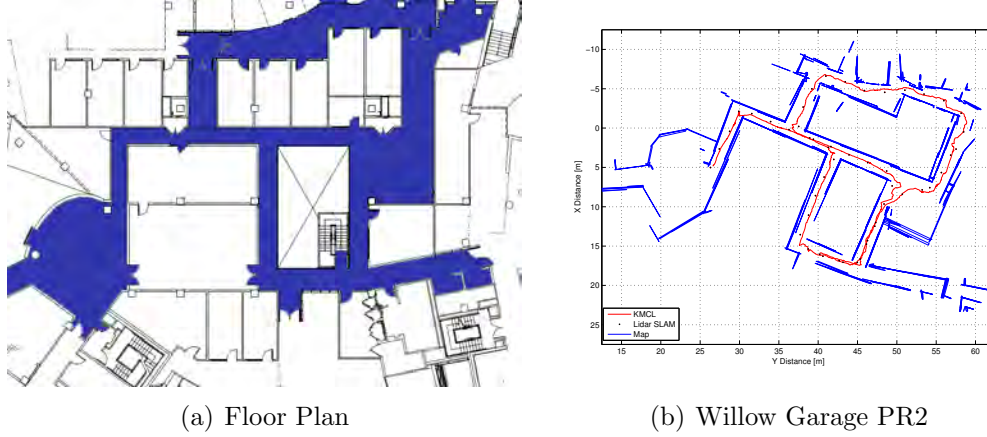 -10
-5
0
5
10
15
20
25
X Distance [m]
KMCL
Lidar SLAM
Map
15 20 25 30 35 40 45 50 55 60
Y Distance [m]
(a) Floor Plan
(b) Willow Garage PR2